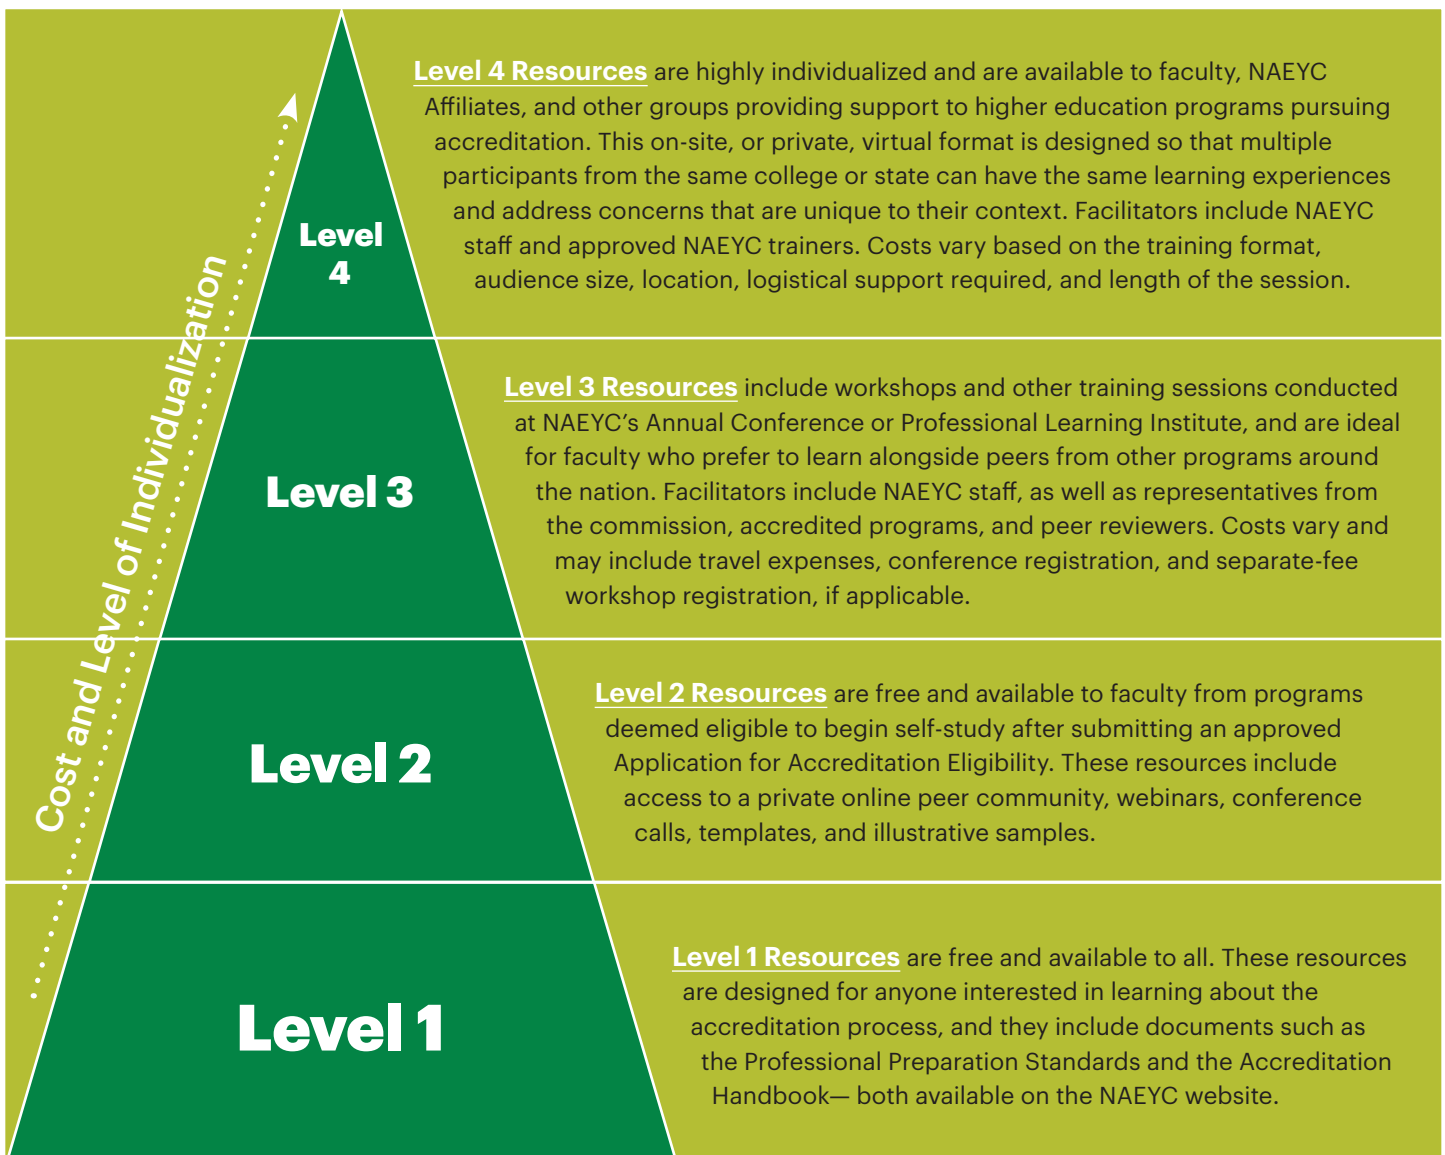 Level 4 Resources are highly individualized and are available to faculty, NAEYC
Affiliates, and other groups providing support to higher education programs pursuing
accreditation. This on-site, or private, virtual format is designed so that multiple
participants from the same college or state can have the same learning experiences
and address concerns that are unique to their context. Facilitators include NAEYC
staff and approved NAEYC trainers. Costs vary based on the training format,
audience size, location, logistical support required, and length of the session.
Level
4
Cost and Level of Individualization
Level 3 Resources include workshops and other training sessions conducted
at NAEYC’s Annual Conference or Professional Learning Institute, and are ideal
for faculty who prefer to learn alongside peers from other programs around
the nation. Facilitators include NAEYC staff, as well as representatives from
the commission, accredited programs, and peer reviewers. Costs vary and
may include travel expenses, conference registration, and separate-fee
workshop registration, if applicable.
Level 3
Level 2 Resources are free and available to faculty from programs
deemed eligible to begin self-study after submitting an approved
Application for Accreditation Eligibility. These resources include
access to a private online peer community, webinars, conference
calls, templates, and illustrative samples.
Level 2
Level 1 Resources are free and available to all. These resources
are designed for anyone interested in learning about the
accreditation process, and they include documents such as
the Professional Preparation Standards and the Accreditation
Handbook— both available on the NAEYC website.
Level 1